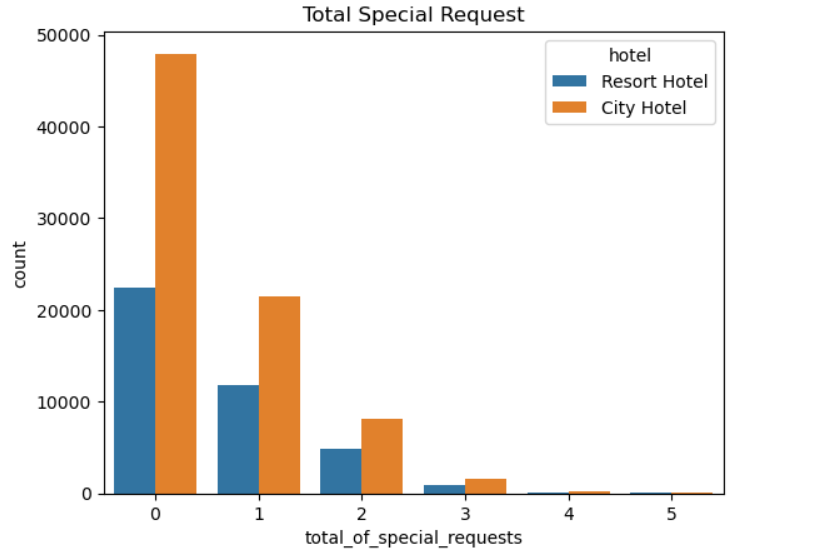 Total Special Request
50000
40000
30000
20000
10000
0
count
hotel
Resort Hotel
City Hotel
0 1 2 3 4 5
total_of_special_requests